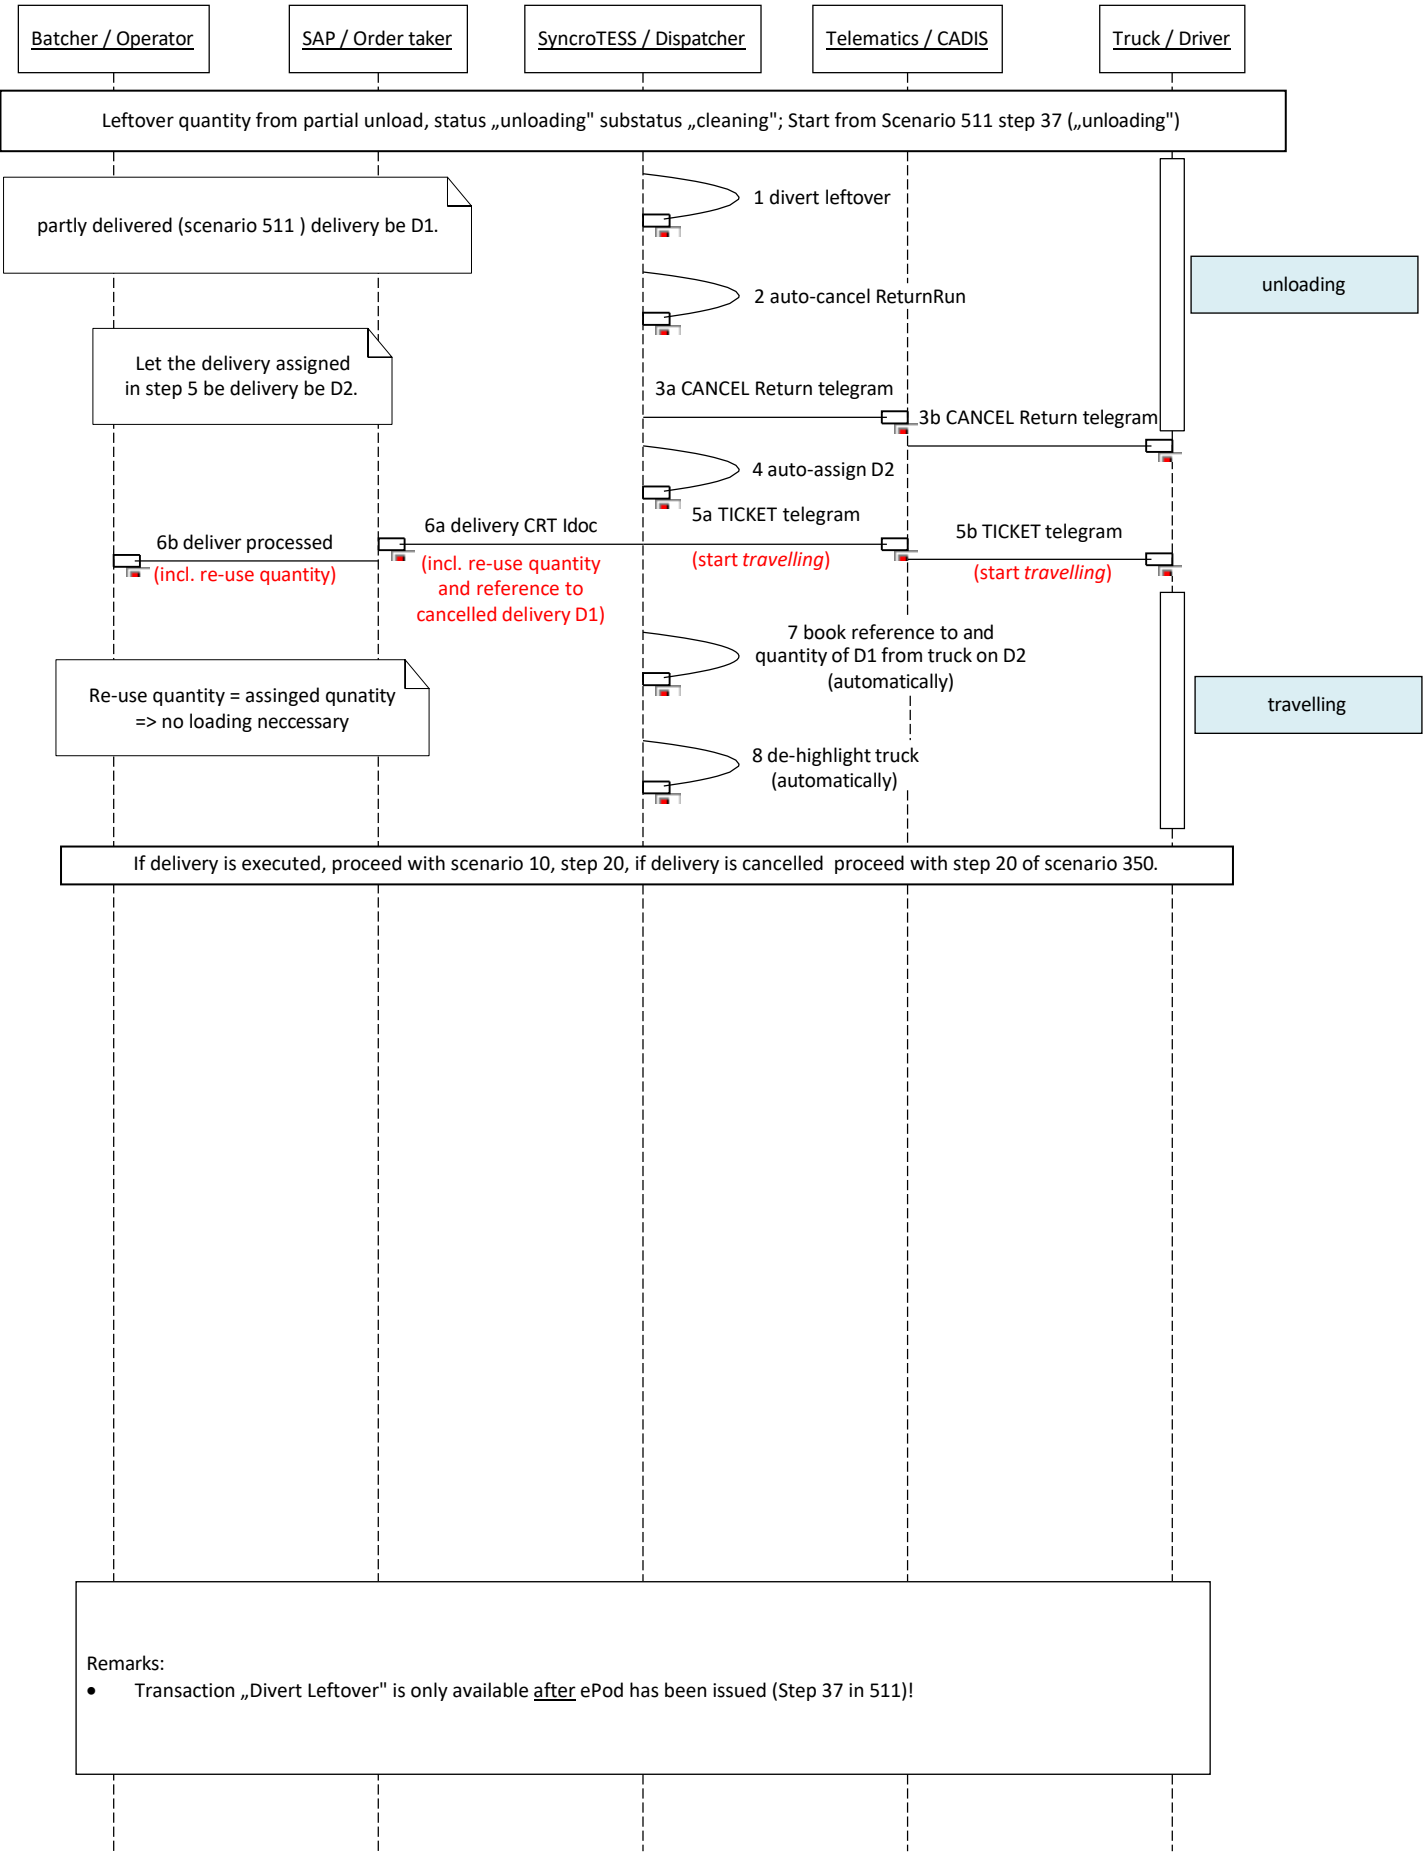 Batcher / Operator
SAP / Order taker
SyncroTESS / Dispatcher
Telematics / CADIS
Truck / Driver
Leftover quantity from partial unload, status „unloading" substatus „cleaning"; Start from Scenario 511 step 37 („unloading")
partly delivered (scenario 511 ) delivery be D1.
1 divert leftover
unloading
2 auto-cancel ReturnRun
Let the delivery assigned
in step 5 be delivery be D2.
3a CANCEL Return telegram
3b CANCEL Return telegram
4 auto-assign D2
5a TICKET telegram
(start travelling)
5b TICKET telegram
(start travelling)
6a delivery CRT Idoc
(incl. re-use quantity
and reference to
cancelled delivery D1)
6b deliver processed
(incl. re-use quantity)
7 book reference to and
quantity of D1 from truck on D2
(automatically)
Re-use quantity = assinged qunatity
=> no loading neccessary
travelling
8 de-highlight truck
(automatically)
If delivery is executed, proceed with scenario 10, step 20, if delivery is cancelled  proceed with step 20 of scenario 350.
Remarks:
• Transaction „Divert Leftover" is only available after ePod has been issued (Step 37 in 511)!